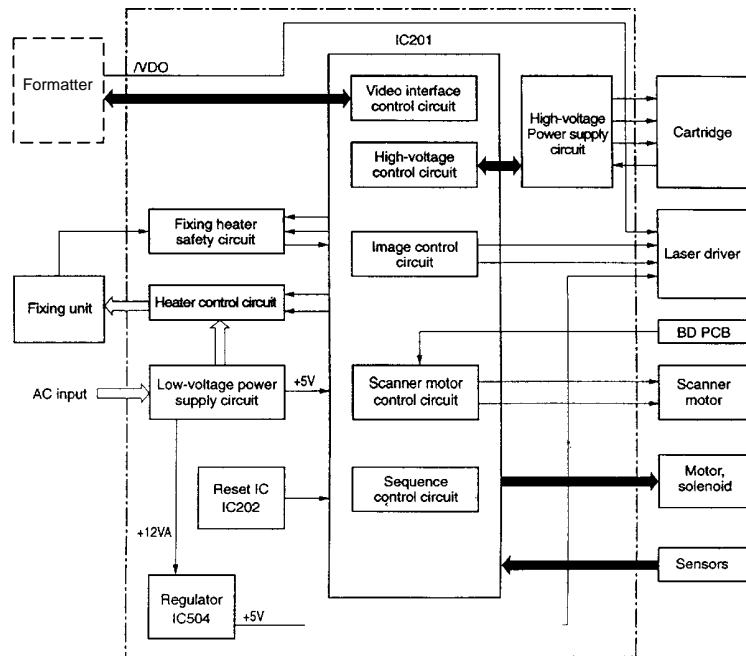 IC201
/VDO
Formatter
Video interface
control circuit
High-voltage
Power supply
circuit
Cartridge
High-voltage
control circuit
Fixing heater
safety circuit
Image control
circuit
Laser driver
Fixing unit
Heater control circuit
BD PCB
AC input
Low-voltage power
supply circuit
+5V
Scanner motor
control circuit
Scanner
motor
Reset IC
IC202
Sequence
control circuit
Motor,
solenoid
+12VA
Sensors
Regulator
IC504
+5V